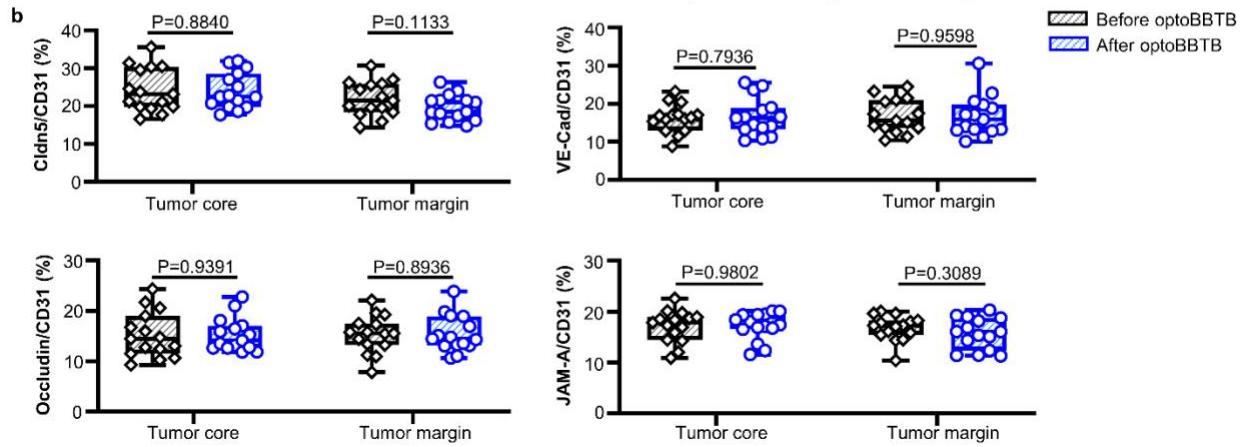 b
Before optoBBTB
After optoBBTB
Cldn5/CD31 (%)
40
30
20
10
0
P=0.8840
P=0.1133
Tumor core
Tumor margin
VE-Cad/CD31 (%)
40
30
20
10
0
P=0.7936
P=0.9598
Tumor core
Tumor margin
Occludin/CD31 (%)
30
20
10
0
P=0.9391
P=0.8936
Tumor core
Tumor margin
JAM-A/CD31 (%)
30
20
10
0
P=0.9802
P=0.3089
Tumor core
Tumor margin